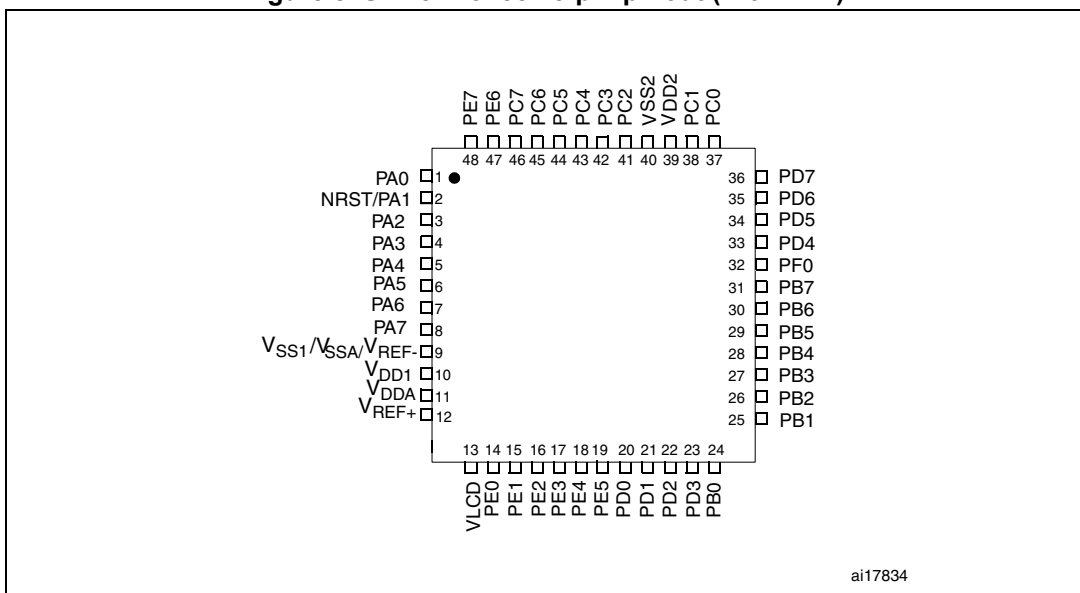 PE7
PE6
PC7
PC6
PC5
PC4
PC3
PC2
VSS2
VDD2
PC1
PC0
48 47 46 45 44 43 42 41 40 39 38 37
PA0 1 36 PD7
NRST/PA1 2 35 PD6
PA2 3 34 PD5
PA3 4 33 PD4
PA4 5 32 PF0
PA5 6 31 PB7
PA6 7 30 PB6
PA7 8 29 PB5
VSS1/VSSA/VREF- 9 28 PB4
VDD1 10 27 PB3
VDDA 11 26 PB2
VREF+ 12 25 PB1
13 14 15 16 17 18 19 20 21 22 23 24
VLCD
PE0
PE1
PE2
PE3
PE4
PE5
PD0
PD1
PD2
PD3
PB0
ai17834